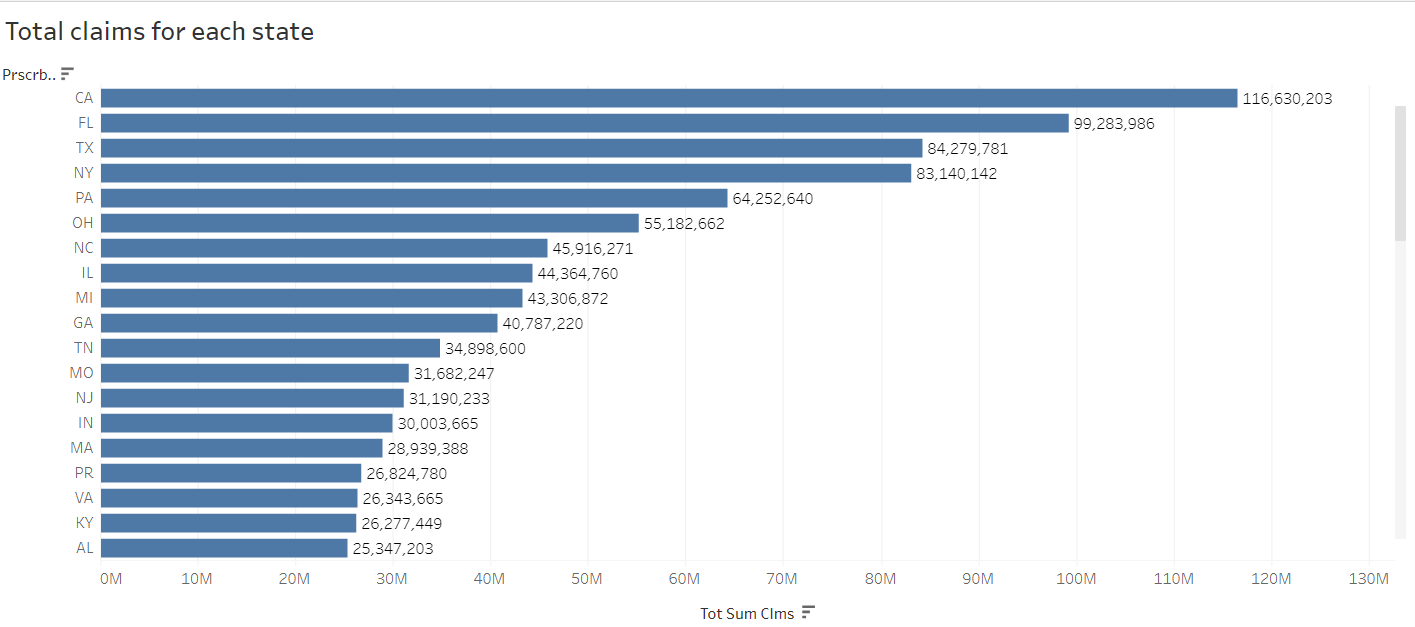 Total claims for each state
Prscrb..
CA 116,630,203
FL 99,283,986
TX 84,279,781
NY 83,140,142
PA 64,252,640
OH 55,182,662
NC 45,916,271
IL 44,364,760
MI 43,306,872
GA 40,787,220
TN 34,898,600
MO 31,682,247
NJ 31,190,233
IN 30,003,665
MA 28,939,388
PR 26,824,780
VA 26,343,665
KY 26,277,449
AL 25,347,203
0M 10M 20M 30M 40M 50M 60M 70M 80M 90M 100M 110M 120M 130M
Tot Sum Clms